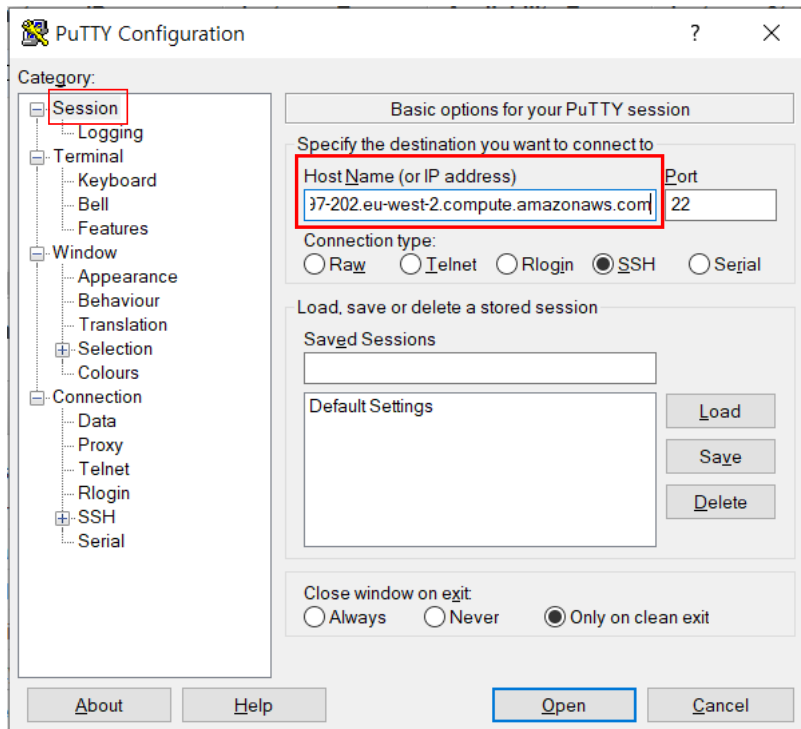 PuTTY Configuration
? X
Category:
Session
Logging
Terminal
Keyboard
Bell
Features
Window
Appearance
Behaviour
Translation
Selection
Colours
Connection
Data
Proxy
Telnet
Rlogin
SSH
Serial
Basic options for your PuTTY session
Specify the destination you want to connect to
Host Name (or IP address) Port
97-202.eu-west-2.compute.amazonaws.com 22
Connection type:
Raw Telnet Rlogin SSH Serial
Load, save or delete a stored session
Saved Sessions
Default Settings
Load
Save
Delete
Close window on exit:
Always Never Only on clean exit
About Help Open Cancel